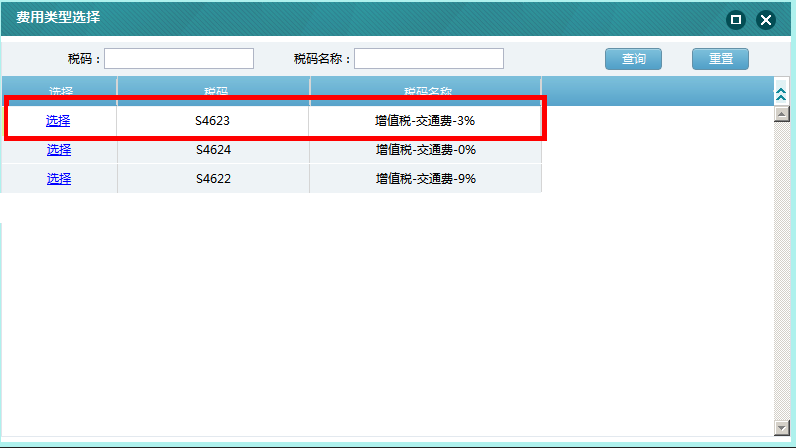 费用类型选择
税码： 税码名称： 查询 重置
选择 税码 税码名称
选择 S4623 增值税-交通费-3%
选择 S4624 增值税-交通费-0%
选择 S4622 增值税-交通费-9%